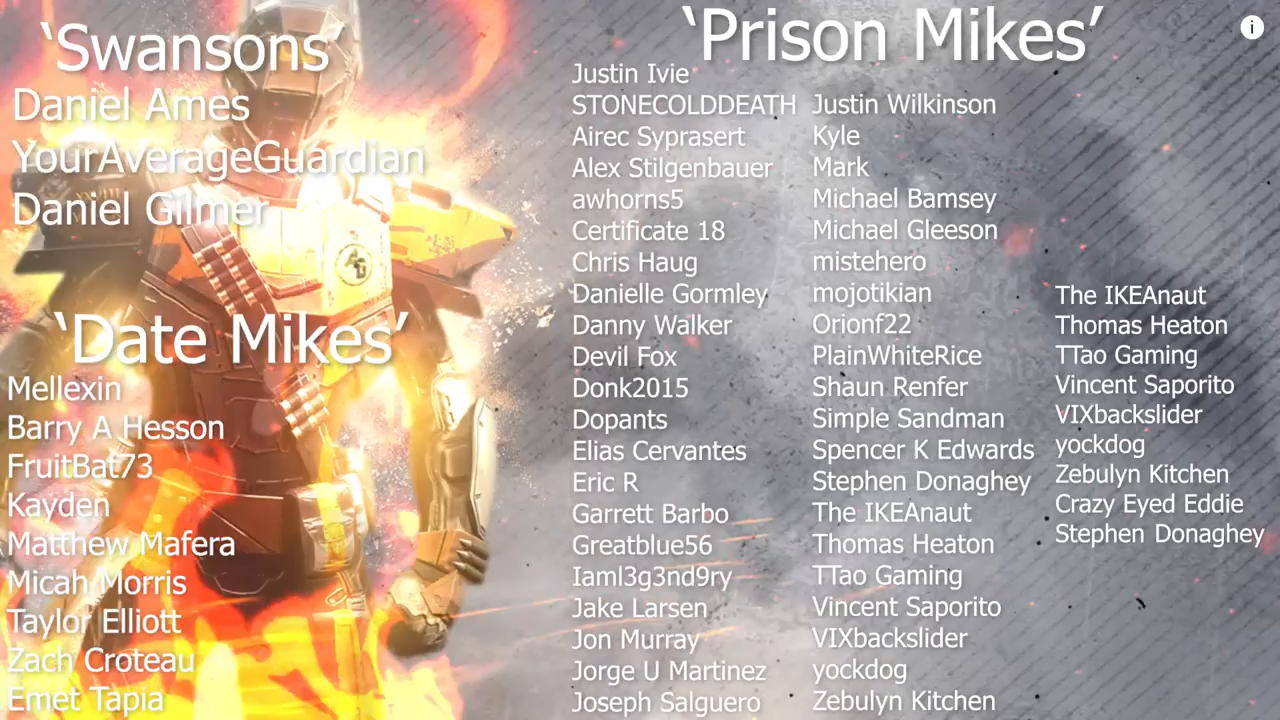 ‘Swansons’
Daniel Ames
YourAverageGuardian
Daniel Gilmer
‘Date Mikes’
Mellexin
Barry A Hesson
FruitBat73
Kayden
Matthew Mafera
Micah Morris
Taylor Elliott
Zach Croteau
Emet Tapia
‘Prison Mikes’
Justin Ivie
STONECOLDDEATH
Airec Syprasert
Alex Stilgenbauer
awhorns5
Certificate 18
Chris Haug
Danielle Gormley
Danny Walker
Devil Fox
Donk2015
Dopants
Elias Cervantes
Eric R
Garrett Barbo
Greatblue56
Iaml3g3nd9ry
Jake Larsen
Jon Murray
Jorge U Martinez
Joseph Salguero
Justin Wilkinson
Kyle
Mark
Michael Bamsey
Michael Gleeson
mistehero
mojotikian
Orionf22
PlainWhiteRice
Shaun Renfer
Simple Sandman
Spencer K Edwards
Stephen Donaghey
The IKEAnaut
Thomas Heaton
TTao Gaming
Vincent Saporito
VIXbackslider
yockdog
Zebulyn Kitchen
The IKEAnaut
Thomas Heaton
TTao Gaming
Vincent Saporito
VIXbackslider
yockdog
Zebulyn Kitchen
Crazy Eyed Eddie
Stephen Donaghey
AG
i